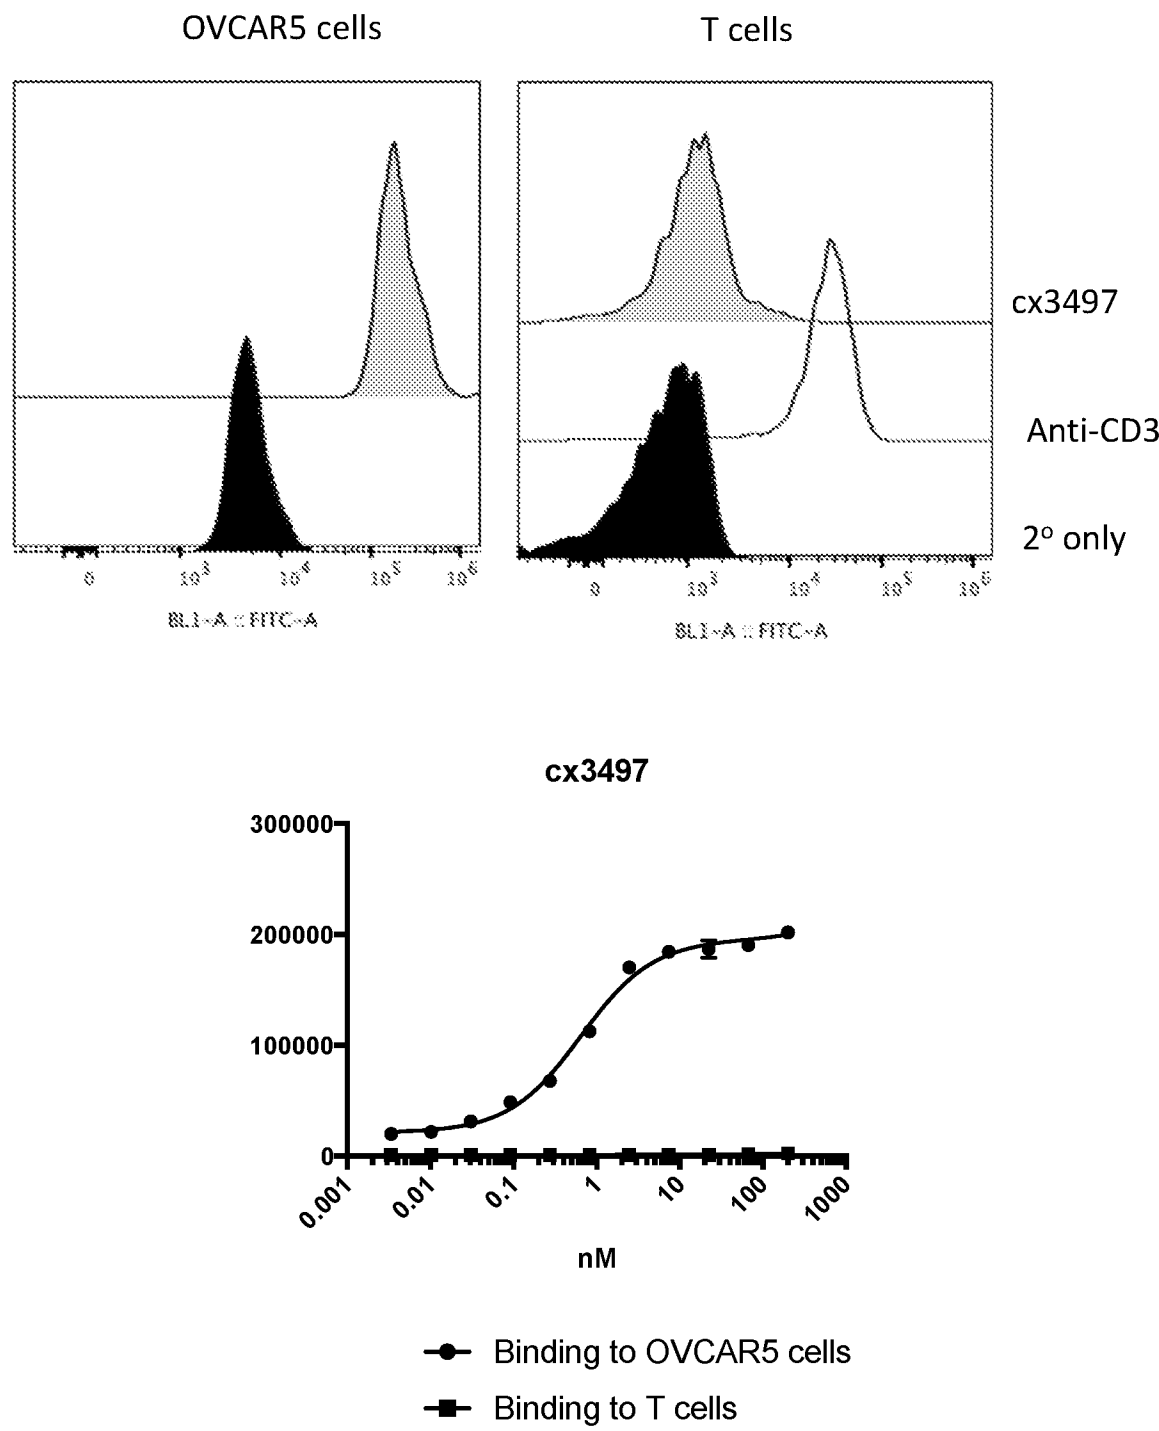 OVCAR5 cells
T cells
cx3497
Anti-CD3
2º only
0 10³ 10⁴ 10⁵ 10⁶
0 10³ 10⁴ 10⁵ 10⁶
BL1-A :: FITC-A
BL1-A :: FITC-A
cx3497
300000
200000
100000
0
0.001 0.01 0.1 1 10 100 1000
nM
Binding to OVCAR5 cells
Binding to T cells